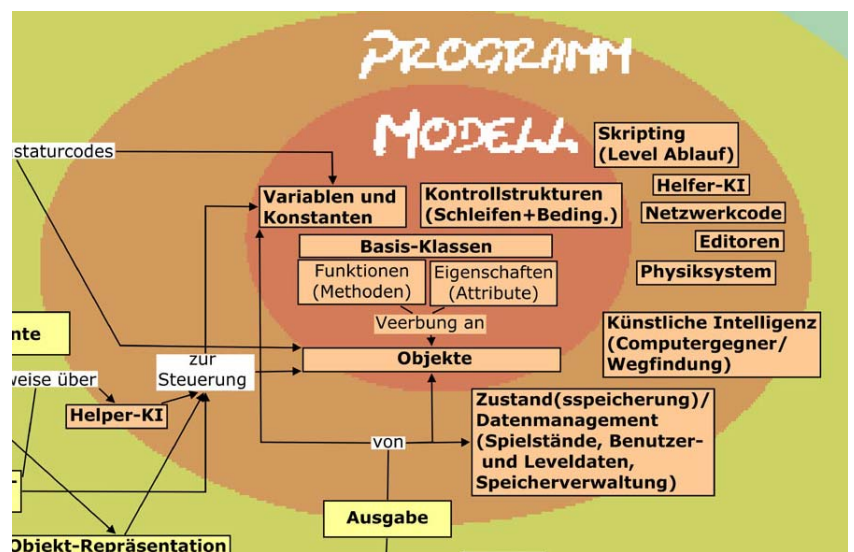 PROGRAMM
MODELL
Skripting
(Level Ablauf)
staturcodes
Helfer-KI
Variablen und
Konstanten
Kontrollstrukturen
(Schleifen+Beding.)
Netzwerkcode
Editoren
Basis-Klassen
Funktionen
(Methoden)
Eigenschaften
(Attribute)
Physiksystem
Veerbung an
Künstliche Intelligenz
(Computergegner/
Wegfindung)
nte
zur
Steuerung
Objekte
weise über
Helper-KI
Zustand(sspeicherung)/
Datenmanagement
(Spielstände, Benutzer-
und Leveldaten,
Speicherverwaltung)
von
Ausgabe
Objekt-Repräsentation